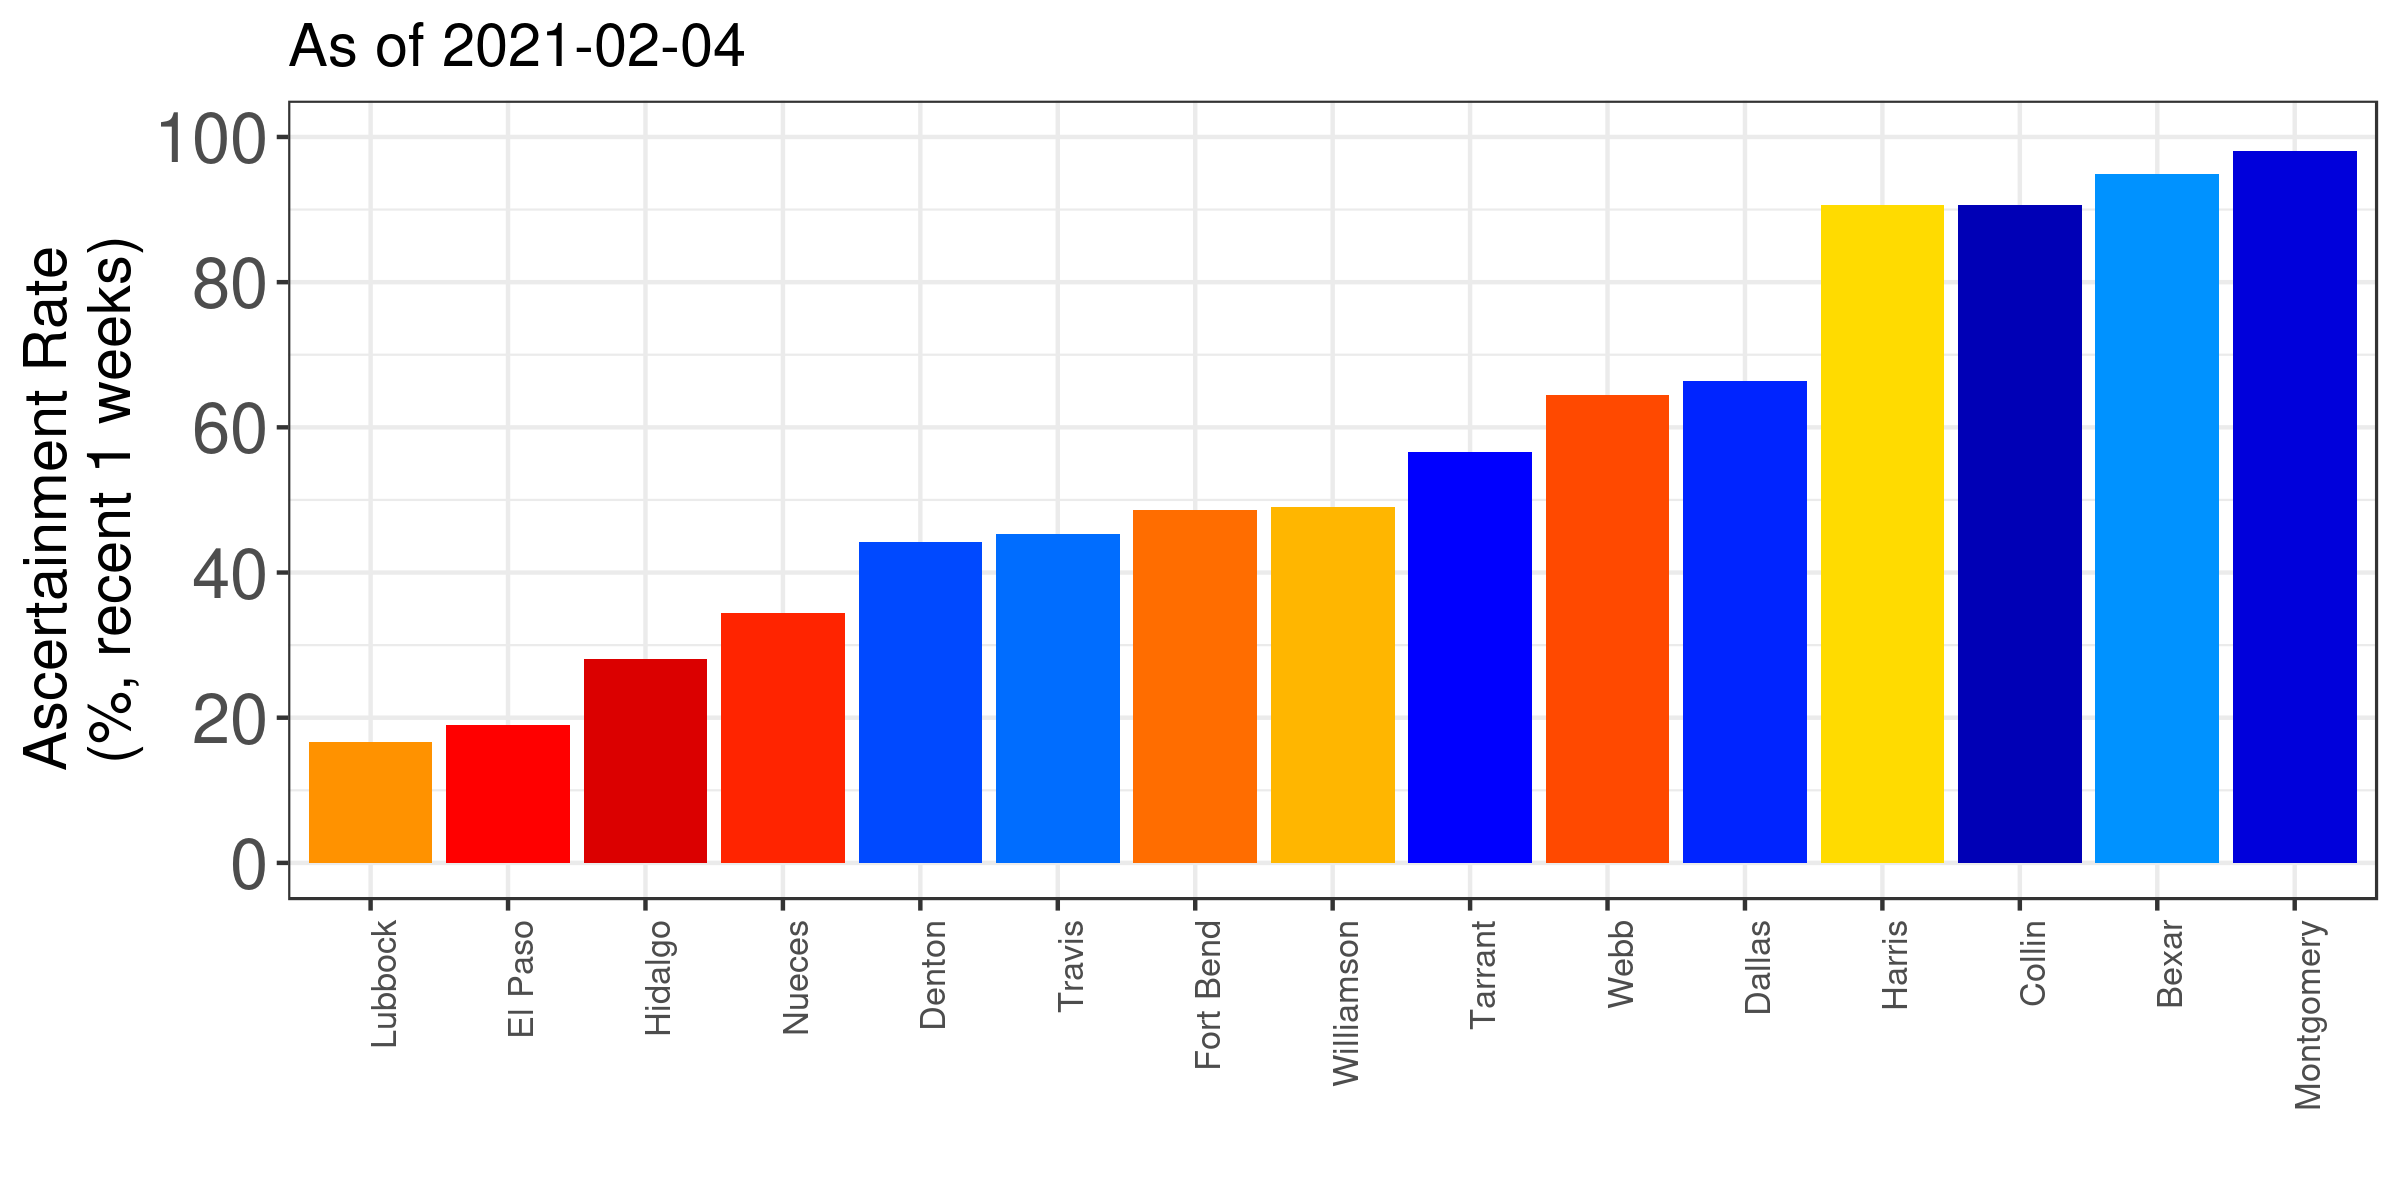 As of 2021-02-04
Ascertainment Rate
(%, recent 1 weeks)
100
80
60
40
20
0
Lubbock
El Paso
Hidalgo
Nueces
Denton
Travis
Fort Bend
Williamson
Tarrant
Webb
Dallas
Harris
Collin
Bexar
Montgomery